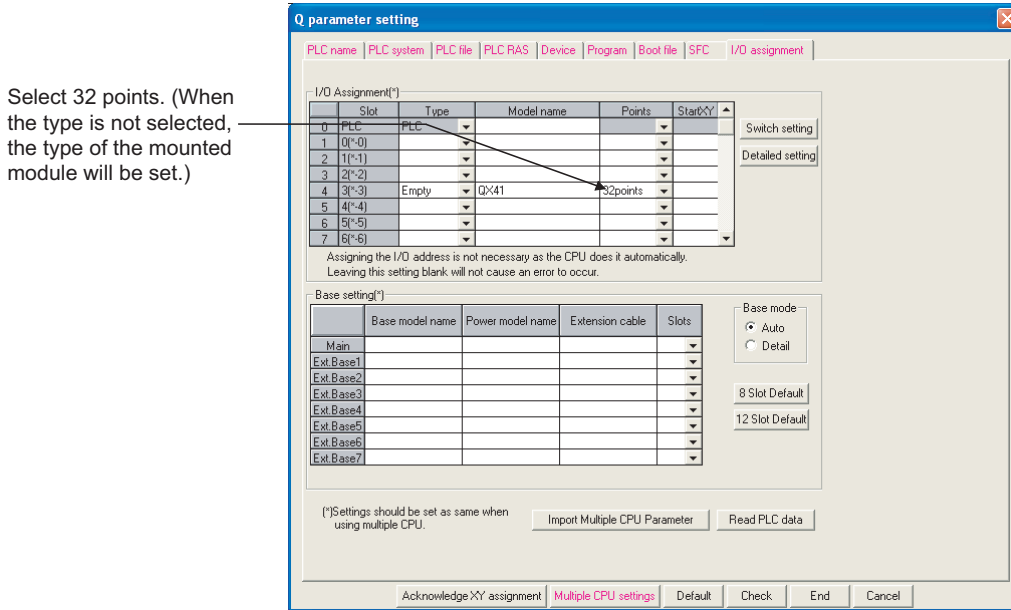 Q parameter setting
PLC name PLC system PLC file PLC RAS Device Program Boot file SFC I/O assignment
Select 32 points. (When
the type is not selected,
the type of the mounted
module will be set.)
I/O Assignment(*)
Slot Type Model name Points StartXY
0 PLC PLC
1 0(*-0)
2 1(*-1)
3 2(*-2)
4 3(*-3) Empty QX41 32points
5 4(*-4)
6 5(*-5)
7 6(*-6)
Switch setting
Detailed setting
Assigning the I/O address is not necessary as the CPU does it automatically.
Leaving this setting blank will not cause an error to occur.
Base setting(*)
Base model name Power model name Extension cable Slots
Main
Ext.Base1
Ext.Base2
Ext.Base3
Ext.Base4
Ext.Base5
Ext.Base6
Ext.Base7
Base mode
Auto
Detail
8 Slot Default
12 Slot Default
(*)Settings should be set as same when
using multiple CPU.
Import Multiple CPU Parameter Read PLC data
Acknowledge XY assignment Multiple CPU settings Default Check End Cancel